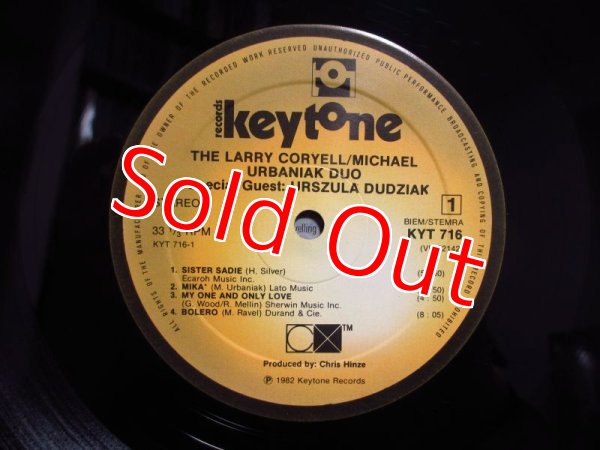 ALL RIGHTS OF THE MANUFACTURER AND OF THE OWNER OF THE RECORDED WORK RESERVED UNAUTHORIZED PUBLIC PERFORMANCE BROADCASTING AND COPYING OF THIS RECORD PROHIBITED
records
keytone
THE LARRY CORYELL/MICHAEL
URBANIAK DUO
Guest: URSZULA DUDZIAK
STEREO
1
BIEM/STEMRA
33 ⅓ RPM
KYT 716
KYT 716-1
1. SISTER SADIE (H. Silver)
Ecaroh Music Inc.
2. MIKA* (M. Urbaniak) Lato Music
3. MY ONE AND ONLY LOVE (4:50)
(G. Wood/R. Mellin) Sherwin Music Inc.
4. BOLERO (M. Ravel) Durand & Cie. (8:05)
TM
Produced by: Chris Hinze
℗ 1982 Keytone Records
Sold Out